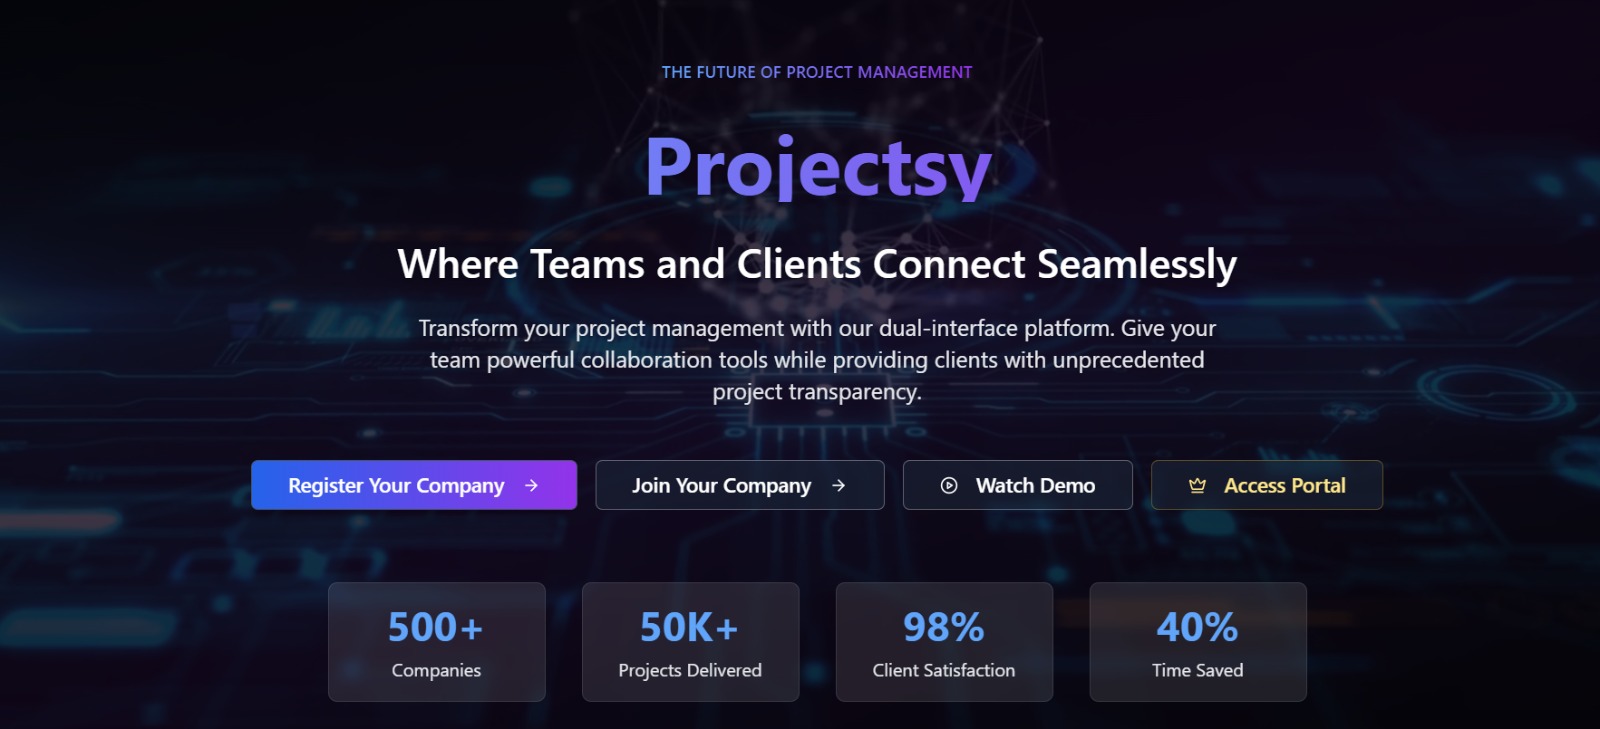 THE FUTURE OF PROJECT MANAGEMENT
Projectsy
Where Teams and Clients Connect Seamlessly
Transform your project management with our dual-interface platform. Give your
team powerful collaboration tools while providing clients with unprecedented
project transparency.
Register Your Company
Join Your Company
Watch Demo
Access Portal
500+
Companies
50K+
Projects Delivered
98%
Client Satisfaction
40%
Time Saved